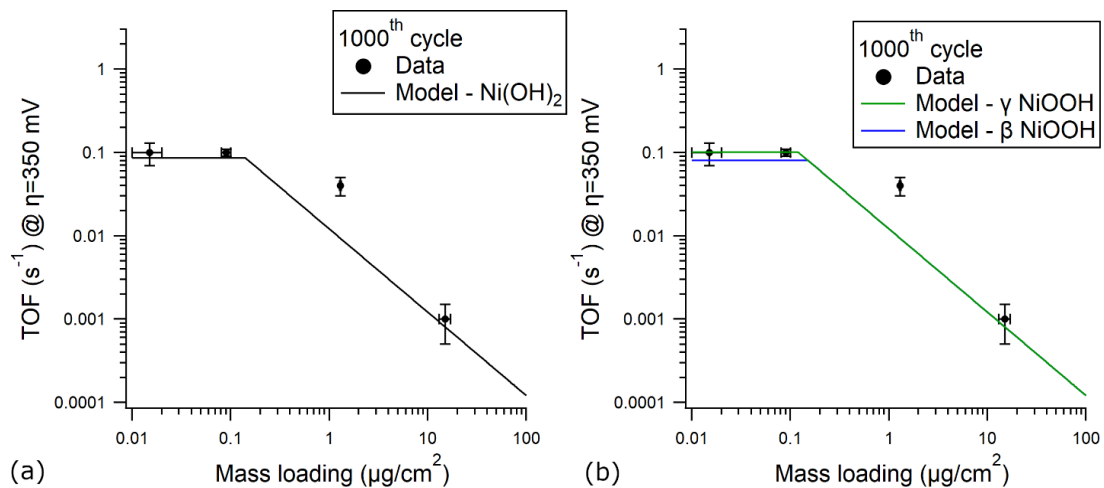 1000th cycle
Data
Model - Ni(OH)2
TOF (s-1) @ η=350 mV
1
0.1
0.01
0.001
0.0001
0.01
0.1
1
10
100
Mass loading (µg/cm2)
(a)
1000th cycle
Data
Model - γ NiOOH
Model - β NiOOH
TOF (s-1) @ η=350 mV
1
0.1
0.01
0.001
0.0001
0.01
0.1
1
10
100
Mass loading (µg/cm2)
(b)